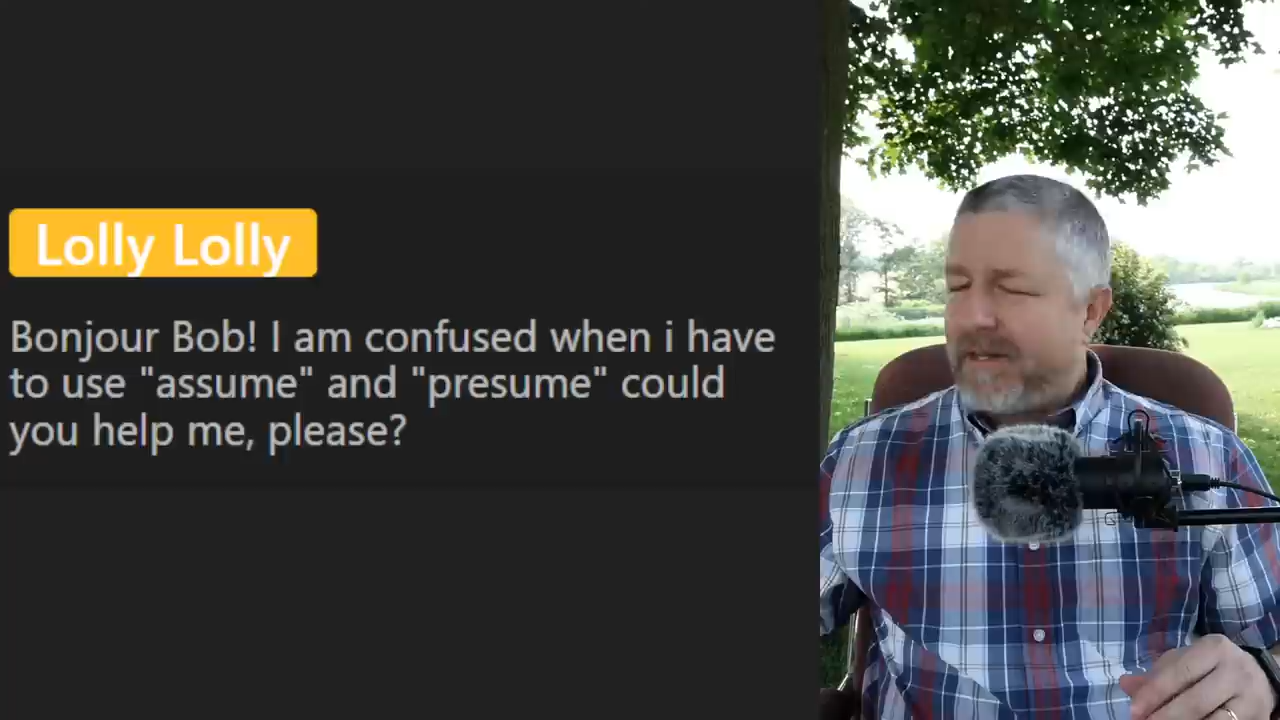 Lolly Lolly
Bonjour Bob! I am confused when i have
to use "assume" and "presume" could
you help me, please?